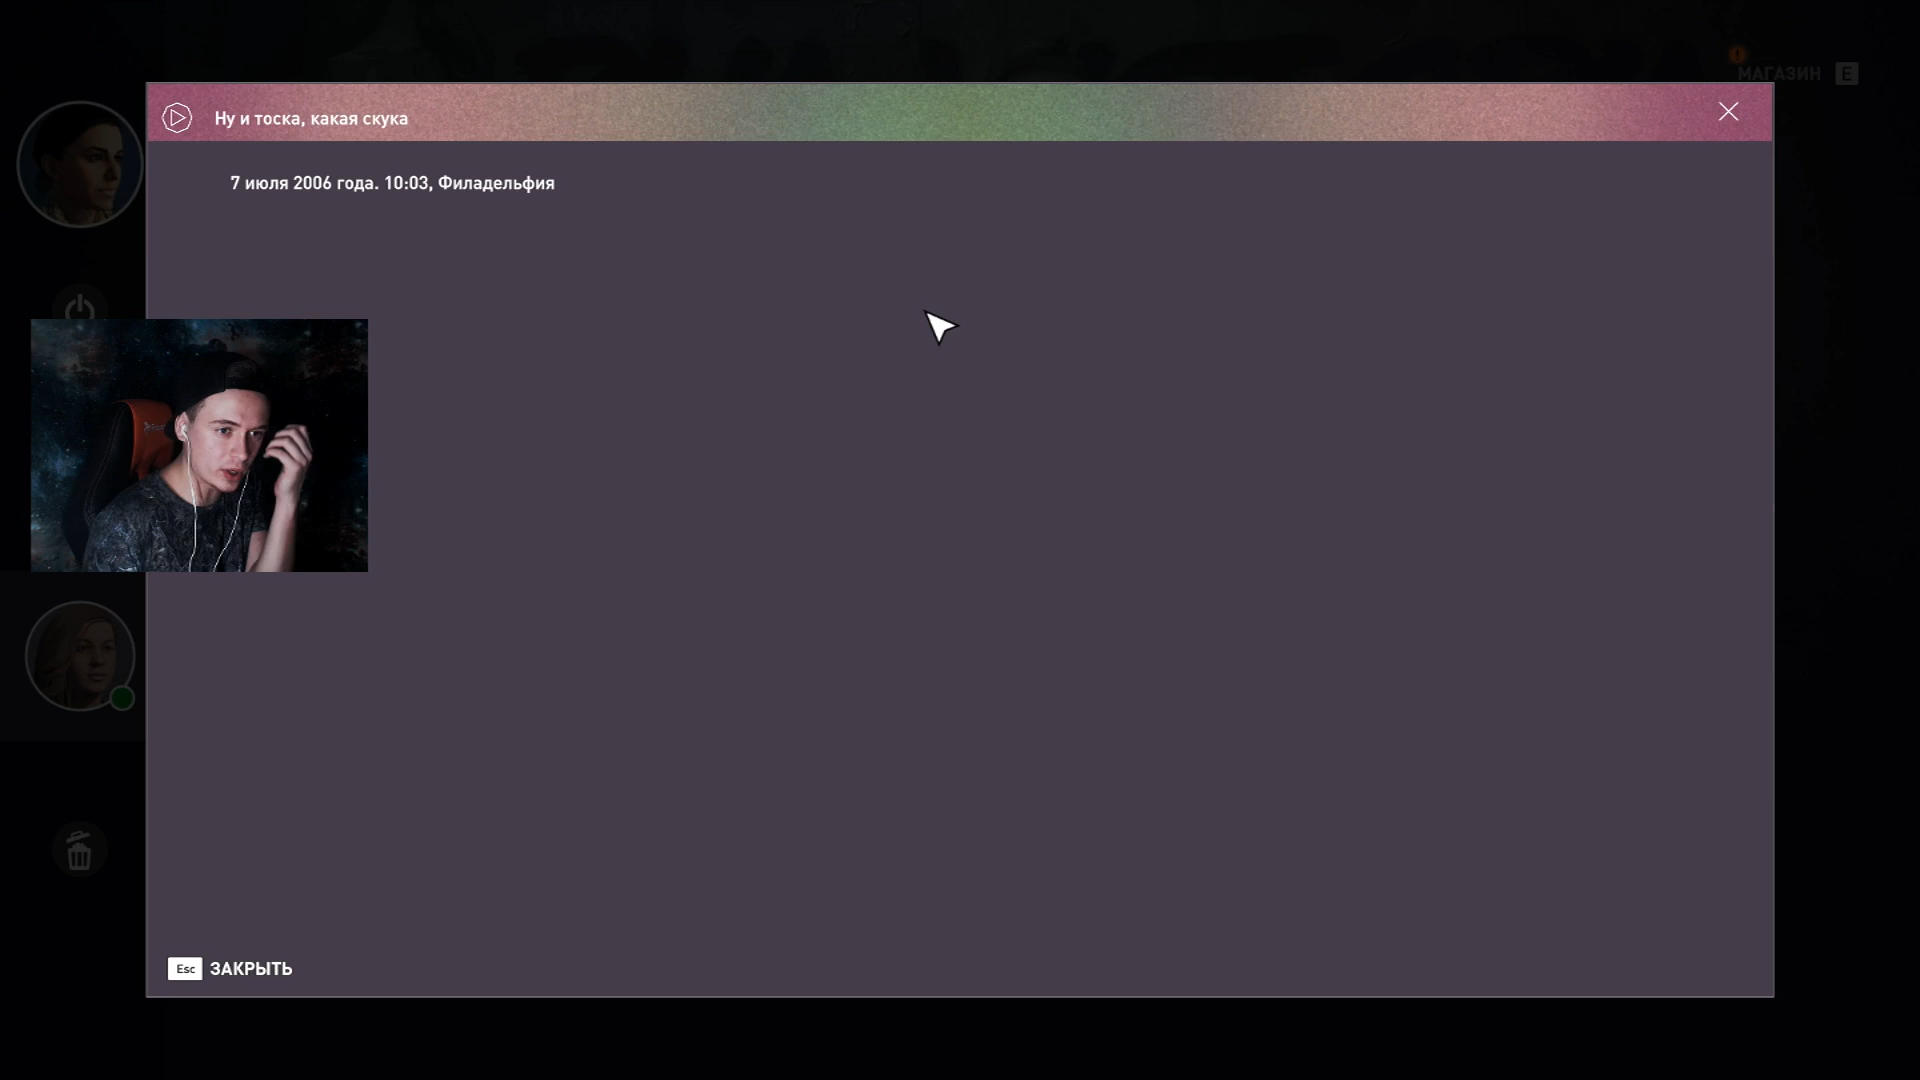 МАГАЗИН E
Ну и тоска, какая скука
7 июля 2006 года. 10:03, Филадельфия
Esc ЗАКРЫТЬ